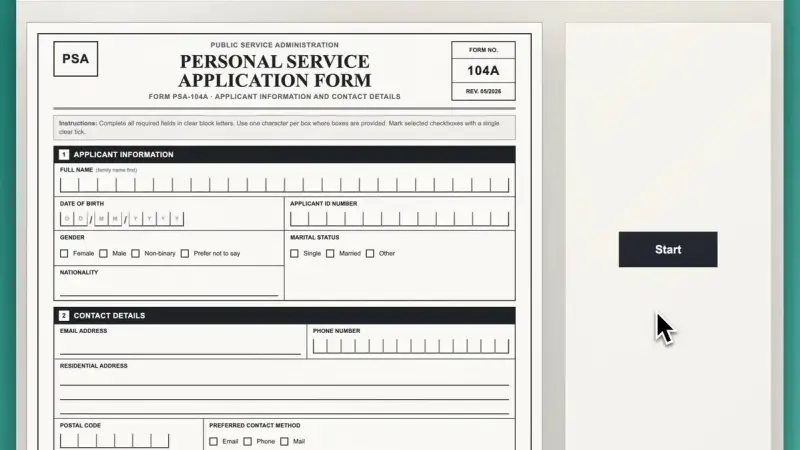 PSA
PUBLIC SERVICE ADMINISTRATION
PERSONAL SERVICE
APPLICATION FORM
FORM PSA-104A · APPLICANT INFORMATION AND CONTACT DETAILS
FORM NO.
104A
REV. 05/2026
Instructions: Complete all required fields in clear block letters. Use one character per box where boxes are provided. Mark selected checkboxes with a single
clear tick.
1 APPLICANT INFORMATION
FULL NAME (family name first)
DATE OF BIRTH
D D / M M / Y Y Y Y
APPLICANT ID NUMBER
GENDER
Female Male Non-binary Prefer not to say
MARITAL STATUS
Single Married Other
NATIONALITY
2 CONTACT DETAILS
EMAIL ADDRESS
PHONE NUMBER
RESIDENTIAL ADDRESS
POSTAL CODE
PREFERRED CONTACT METHOD
Email Phone Mail
Start